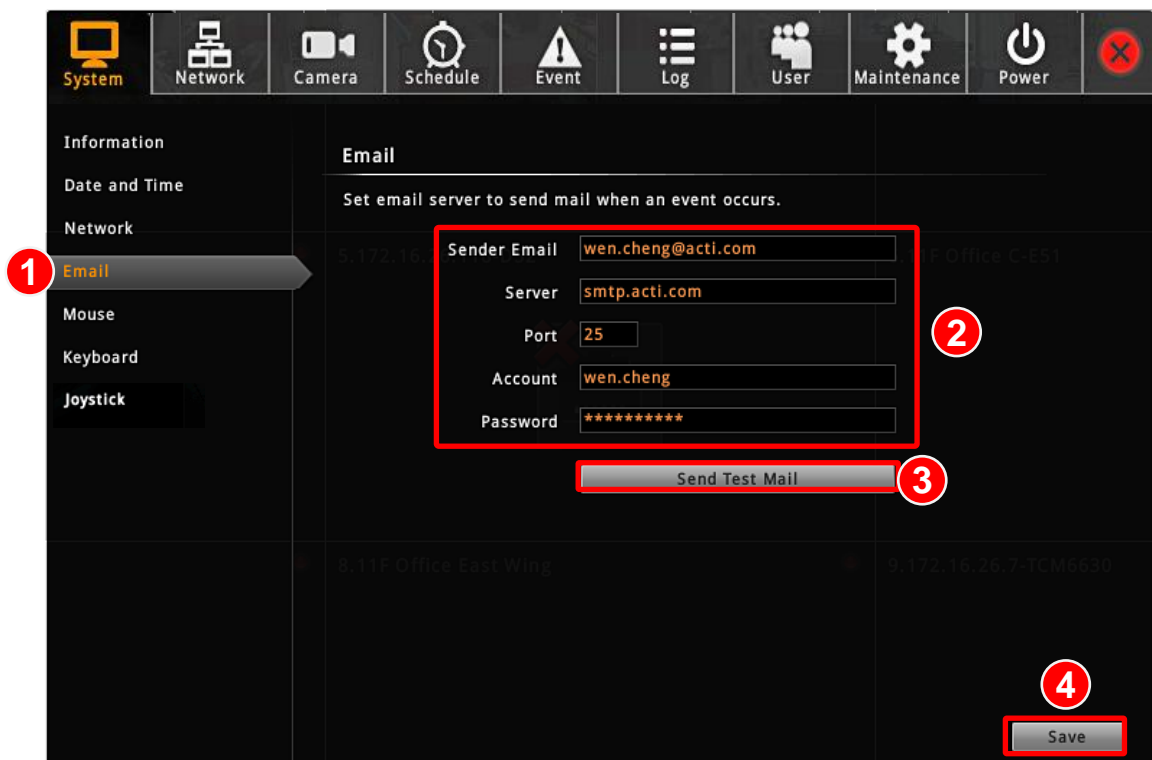 System
Network
Camera
Schedule
Event
Log
User
Maintenance
Power
Information
Date and Time
Network
1
Email
Mouse
Keyboard
Joystick
Email
Set email server to send mail when an event occurs.
Sender Email wen.cheng@acti.com
Server smtp.acti.com
Port 25
Account wen.cheng
Password **********
2
Send Test Mail
3
11F Office C-E51
8.11F Office East Wing
9.172.16.26.7-TCM6630
4
Save